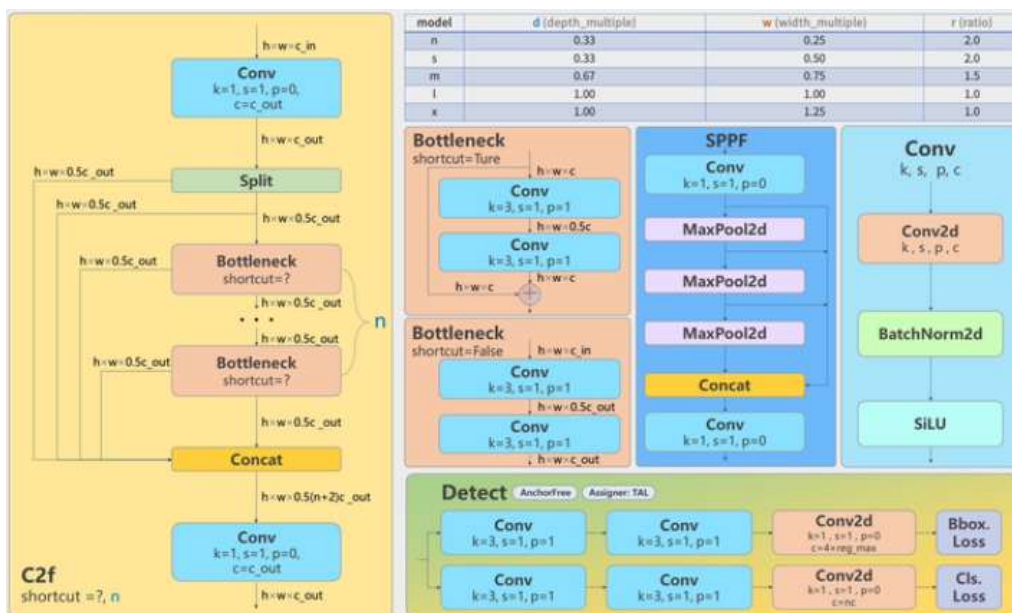 h×w×c_in
Conv
k=1, s=1, p=0,
c=c_out
h×w×c_out
Split
h×w×0.5c_out
h×w×0.5c_out
h×w×0.5c_out
h×w×0.5c_out
Bottleneck
shortcut=?
h×w×0.5c_out
• • •
n
h×w×0.5c_out
h×w×0.5c_out
Bottleneck
shortcut=?
h×w×0.5c_out
Concat
h×w×0.5(n+2)c_out
Conv
k=1, s=1, p=0,
c=c_out
C2f
shortcut =?, n
h×w×c_out
model d (depth_multiple) w (width_multiple) r (ratio)
n 0.33 0.25 2.0
s 0.33 0.50 2.0
m 0.67 0.75 1.5
l 1.00 1.00 1.0
x 1.00 1.25 1.0
Bottleneck
shortcut=Ture
h×w×c
Conv
k=3, s=1, p=1
h×w×0.5c
Conv
k=3, s=1, p=1
h×w×c
h×w×c
+
Bottleneck
shortcut=False
h×w×c_in
Conv
k=3, s=1, p=1
h×w×0.5c_out
Conv
k=3, s=1, p=1
h×w×c_out
SPPF
Conv
k=1, s=1, p=0
MaxPool2d
MaxPool2d
MaxPool2d
Concat
Conv
k=1, s=1, p=0
Conv
k, s, p, c
Conv2d
k, s, p, c
BatchNorm2d
SiLU
Detect AnchorFree Assigner: TAL
Conv
k=3, s=1, p=1
Conv
k=3, s=1, p=1
Conv2d
k=1, s=1, p=0
c=4×reg_max
Bbox.
Loss
Conv
k=3, s=1, p=1
Conv
k=3, s=1, p=1
Conv2d
k=1, s=1, p=0
c=nc
Cls.
Loss